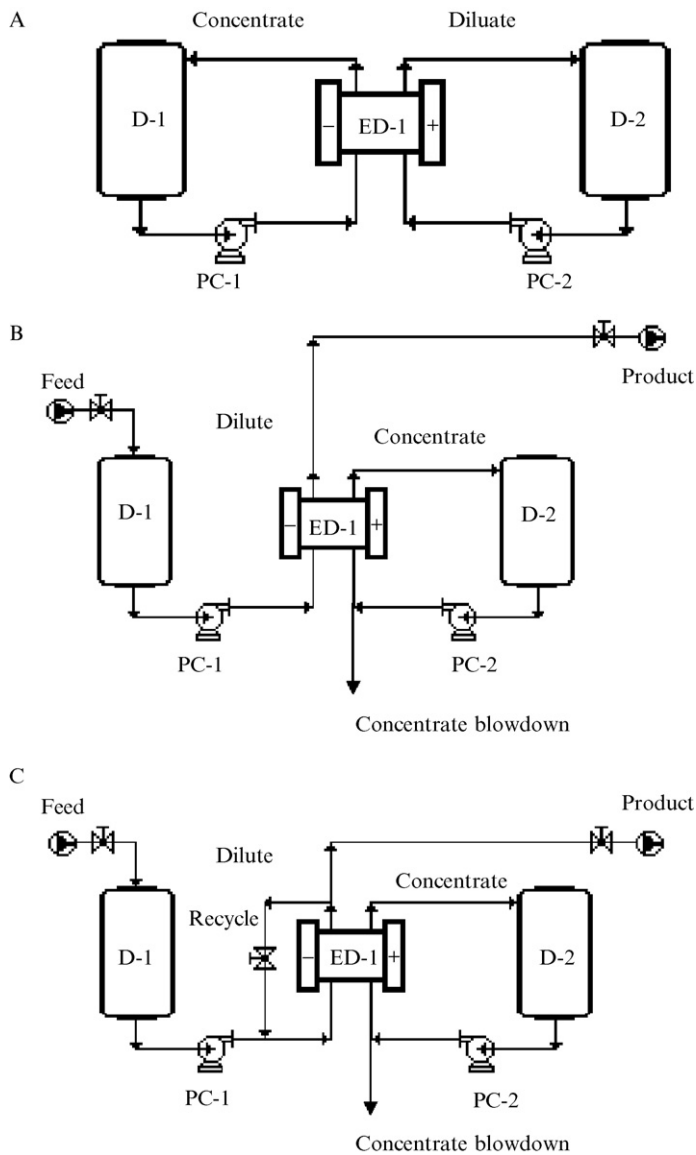 A
Concentrate
Diluate
D-1
− ED-1 +
D-2
PC-1
PC-2
B
Feed
Product
Dilute
Concentrate
D-1
− ED-1 +
D-2
PC-1
PC-2
Concentrate blowdown
C
Feed
Product
Dilute
Concentrate
Recycle
D-1
− ED-1 +
D-2
PC-1
PC-2
Concentrate blowdown